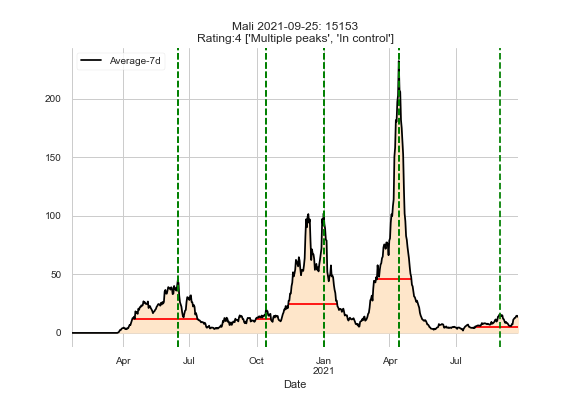 Mali 2021-09-25: 15153
Rating:4 ['Multiple peaks', 'In control']
Average-7d
200
150
100
50
0
Apr Jul Oct Jan Apr Jul
2021
Date